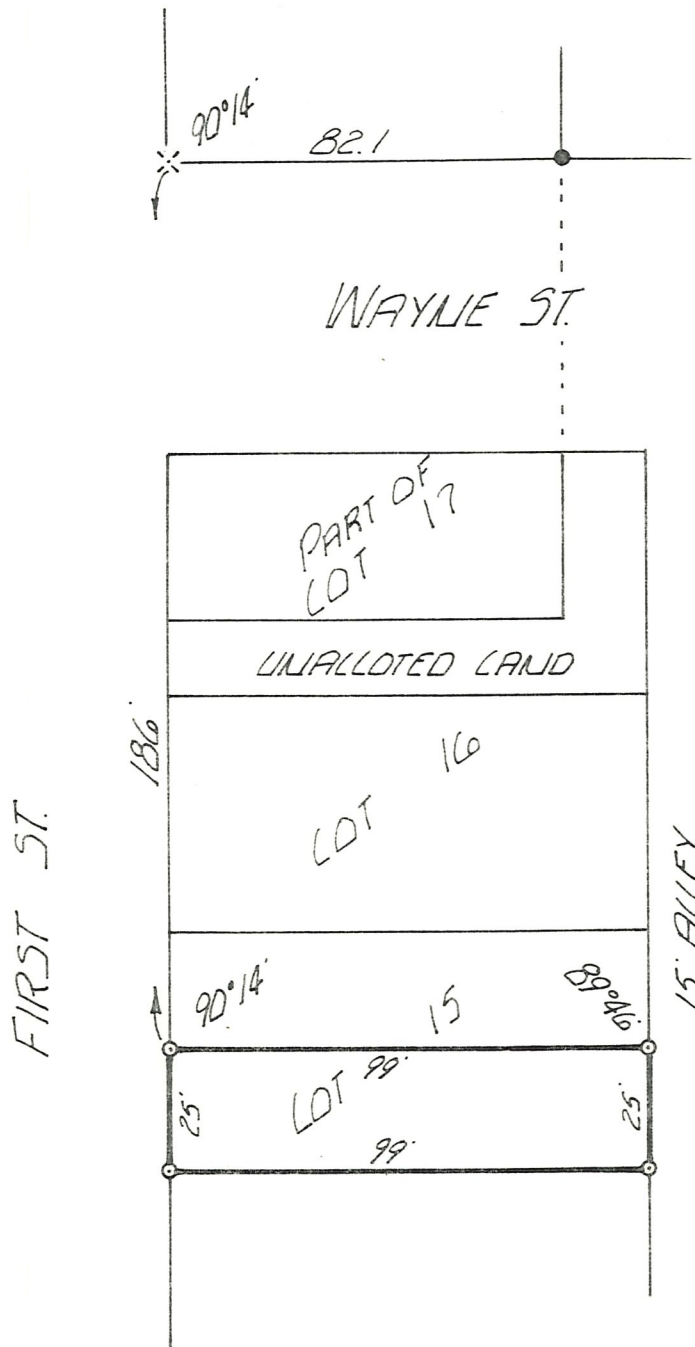 90°14'
82.1
WAYNE ST.
PART OF
LOT 17
UNALLOTED LAND
186'
LOT 16
FIRST ST.
15' ALLEY
90°14'
89°46'
LOT 15
99'
25'
25'
99'